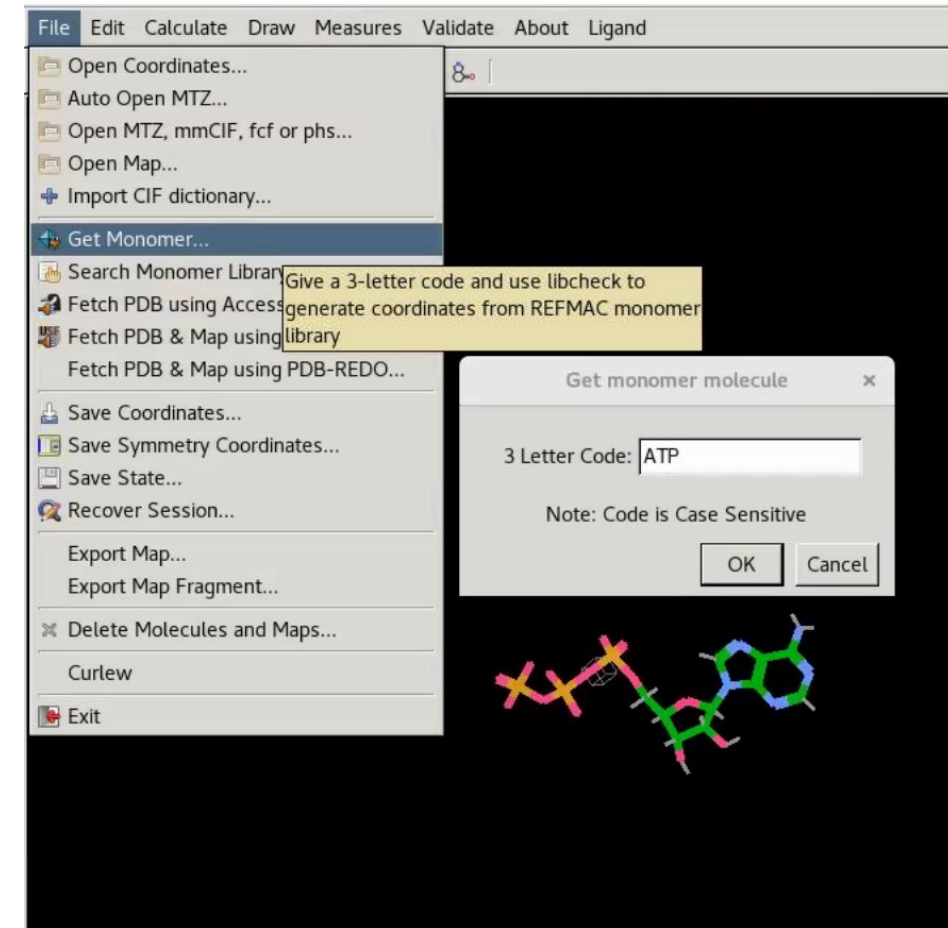 File Edit Calculate Draw Measures Validate About Ligand
Open Coordinates...
Auto Open MTZ...
Open MTZ, mmCIF, fcf or phs...
Open Map...
Import CIF dictionary...
Get Monomer...
Search Monomer Library
Give a 3-letter code and use libcheck to
generate coordinates from REFMAC monomer
library
Fetch PDB using Access
Fetch PDB & Map using
Fetch PDB & Map using PDB-REDO...
Save Coordinates...
Save Symmetry Coordinates...
Save State...
Recover Session...
Export Map...
Export Map Fragment...
Delete Molecules and Maps...
Curlew
Exit
Get monomer molecule
3 Letter Code: ATP
Note: Code is Case Sensitive
OK Cancel